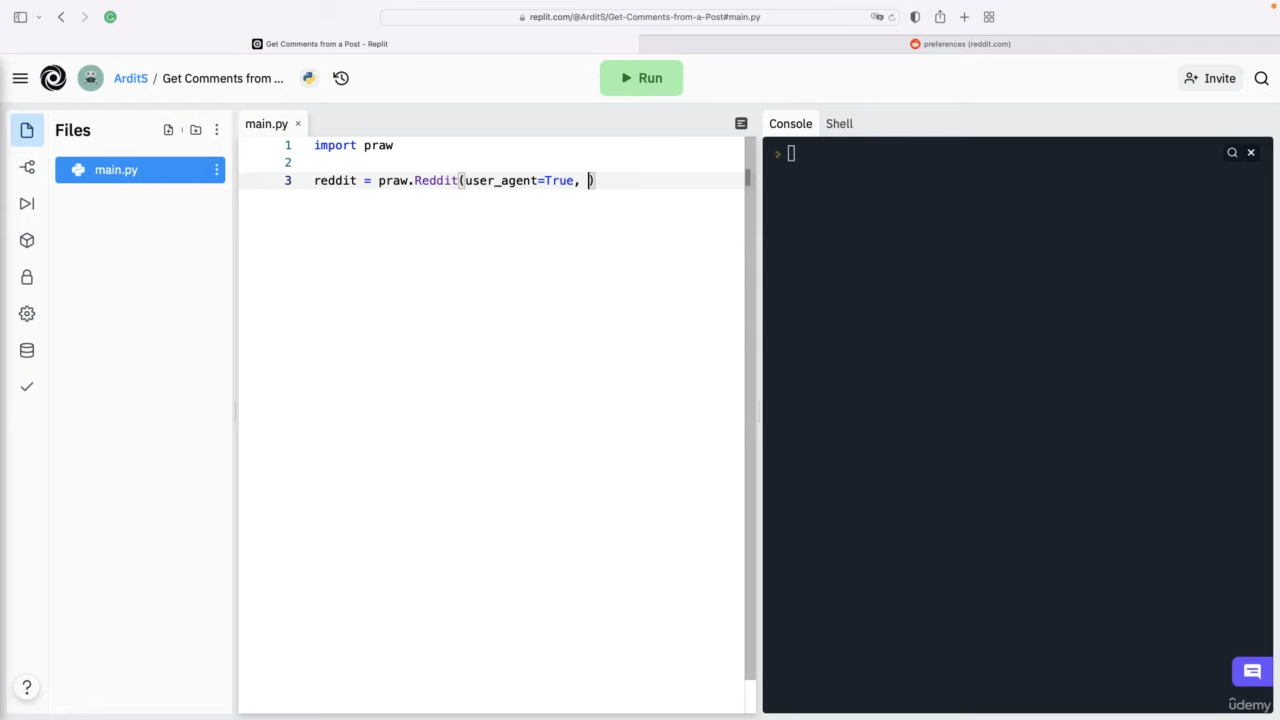 replit.com/@ArditS/Get-Comments-from-a-Post#main.py
Get Comments from a Post - Replit
preferences (reddit.com)
ArditS / Get Comments from ...
Run
Invite
Files
main.py
main.py ×
1 import praw
2
3 reddit = praw.Reddit(user_agent=True, )
Console
Shell
?
ûdemy